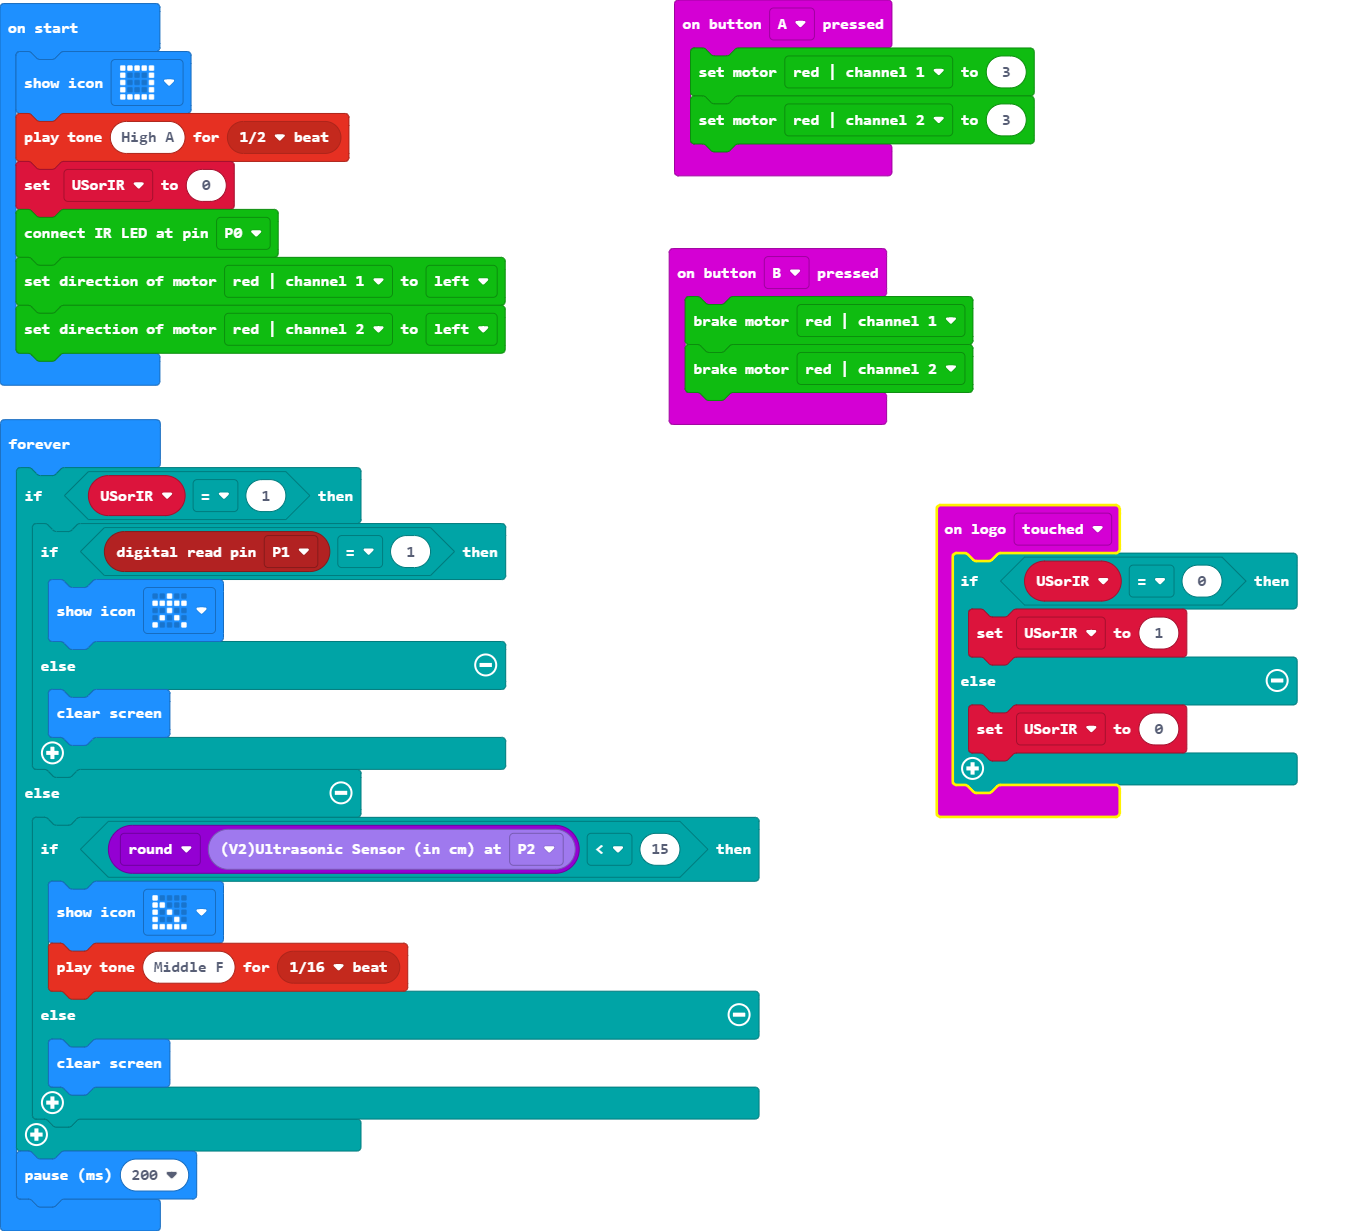 on start
show icon
play tone High A for 1/2 beat
set USorIR to 0
connect IR LED at pin P0
set direction of motor red | channel 1 to left
set direction of motor red | channel 2 to left
forever
if USorIR = 1 then
if digital read pin P1 = 1 then
show icon
else
clear screen
else
if round (V2)Ultrasonic Sensor (in cm) at P2 < 15 then
show icon
play tone Middle F for 1/16 beat
else
clear screen
pause (ms) 200
on button A pressed
set motor red | channel 1 to 3
set motor red | channel 2 to 3
on button B pressed
brake motor red | channel 1
brake motor red | channel 2
on logo touched
if USorIR = 0 then
set USorIR to 1
else
set USorIR to 0